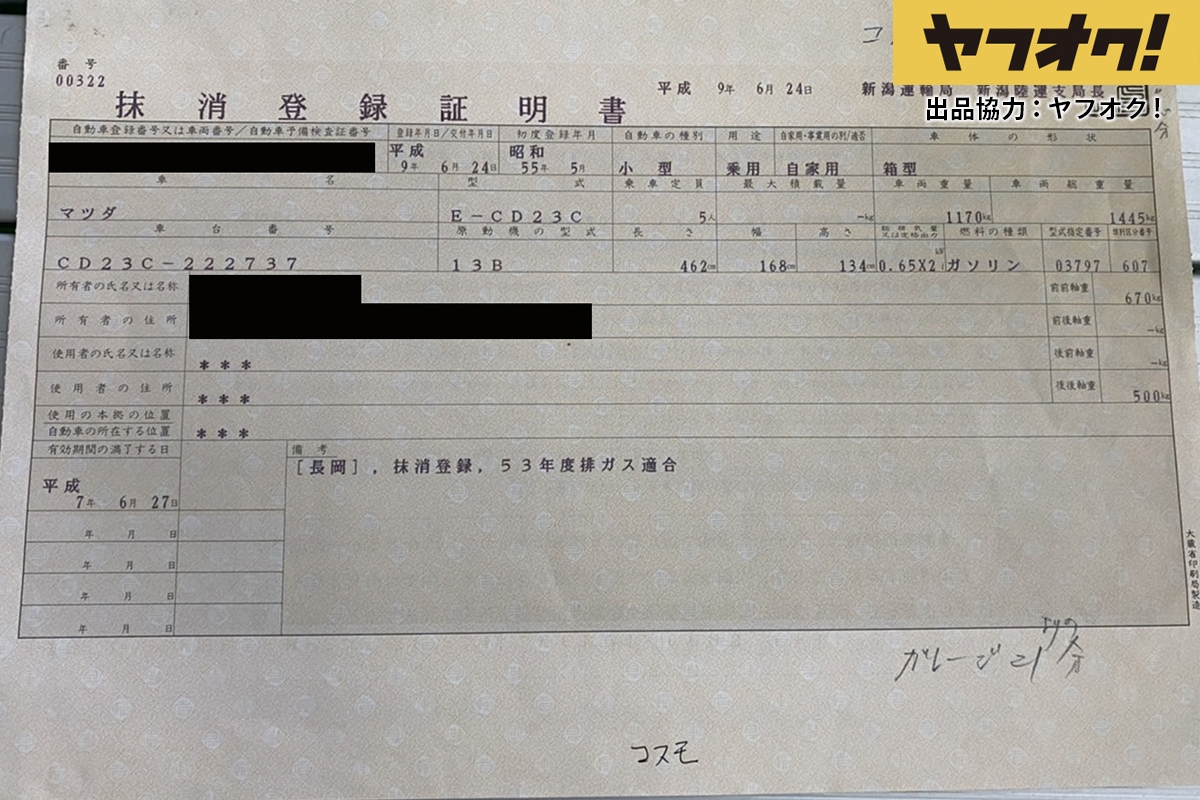 ヤフオク!
出品協力:ヤフオク!
番号
00322
平成 9年 6月 24日 新潟運輸局 新潟陸運支局長
抹消登録証明書
自動車登録番号又は車両番号/自動車予備検査証番号 登録年月日/交付年月日 初度登録年月 自動車の種別 用途 自家用・事業用の別/適否 車体の形状
平成 9年 6月 24日 昭和 55年 5月 小型 乗用 自家用 箱型
車名 型式 乗車定員 最大積載量 車両重量 車両総重量
マツダ E-CD23C 5人 -kg 1170kg 1445kg
車台番号 原動機の型式 長さ 幅 高さ 総排気量又は定格出力 燃料の種類 型式指定番号 類別区分番号
CD23C-222737 13B 462cm 168cm 134cm 0.65X2 ガソリン 03797 607
所有者の氏名又は名称 前前軸重 670kg
所有者の住所 前後軸重 -kg
使用者の氏名又は名称 *** 後前軸重 -kg
使用者の住所 *** 後後軸重 500kg
使用の本拠の位置
自動車の所在する位置 ***
有効期間の満了する日 備考
[長岡],抹消登録,53年度排ガス適合
平成
7年 6月 27日
年 月 日
年 月 日
年 月 日
年 月 日
大蔵省印刷局製造
ガレージ
コスモ